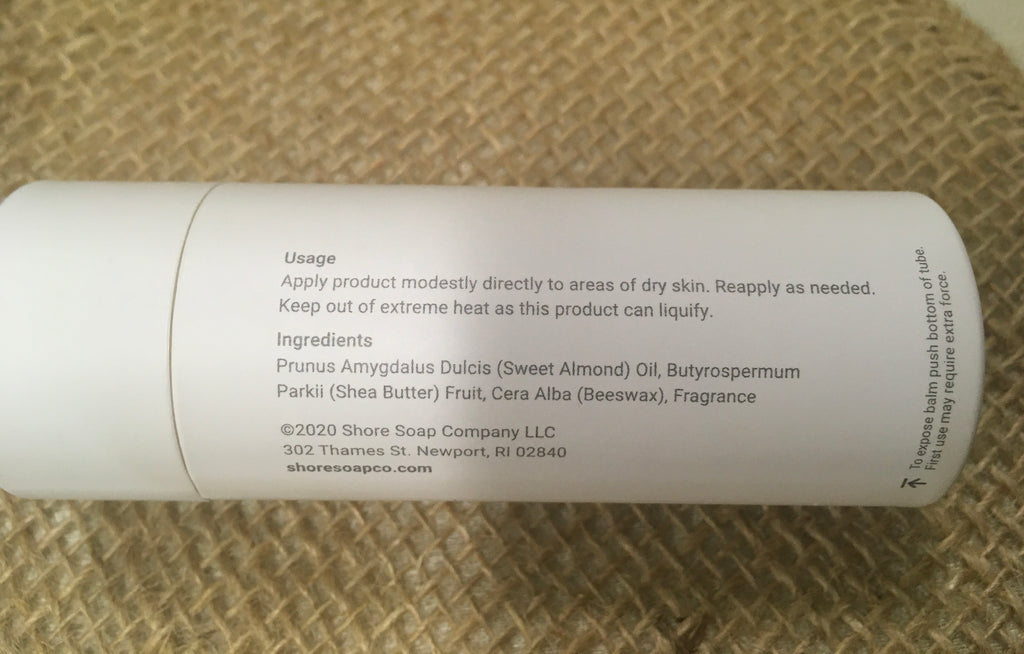 Usage
Apply product modestly directly to areas of dry skin. Reapply as needed.
Keep out of extreme heat as this product can liquify.
Ingredients
Prunus Amygdalus Dulcis (Sweet Almond) Oil, Butyrospermum
Parkii (Shea Butter) Fruit, Cera Alba (Beeswax), Fragrance
©2020 Shore Soap Company LLC
302 Thames St. Newport, RI 02840
shoresoapco.com
To expose balm push bottom of tube.
First use may require extra force.